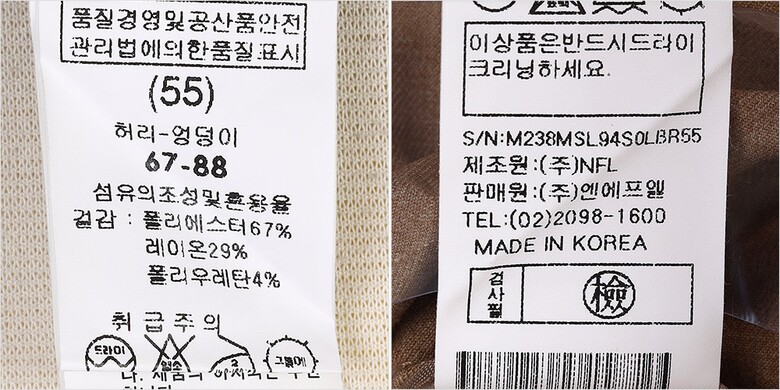 품질경영및공산품안전
관리법에의한품질표시
(55)
허리-엉덩이
67-88
섬유의조성및혼용율
겉감 : 폴리에스터67%
레이온29%
폴리우레탄4%
취급주의
드라이
염소
그늘에
이상품은반드시드라이
크리닝하세요.
S/N:M238MSL94S0LBR55
제조원:(주)NFL
판매원:(주)엔에프엘
TEL:(02)2098-1600
MADE IN KOREA
검사필
檢